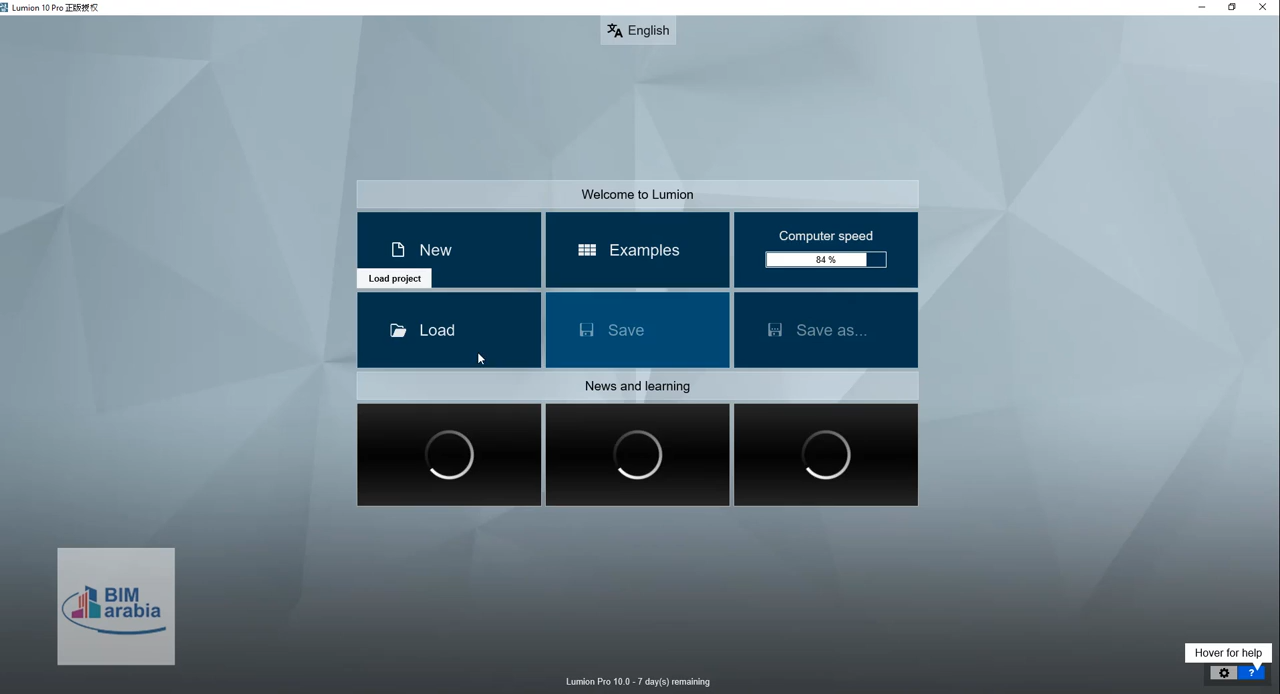 Lumion 10 Pro 正版授权
English
Welcome to Lumion
New
Examples
Computer speed
84 %
Load project
Load
Save
Save as...
News and learning
BIM
arabia
Hover for help
?
Lumion Pro 10.0 - 7 day(s) remaining